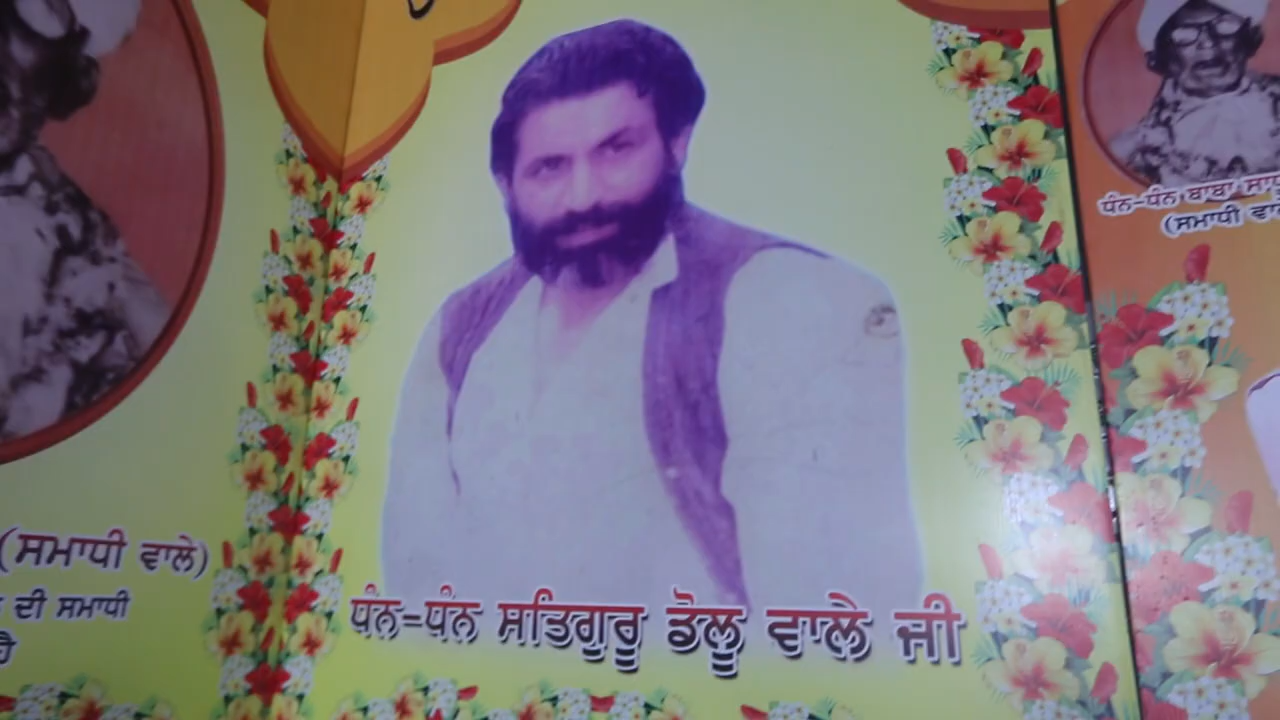 (ਸਮਾਧੀ ਵਾਲੇ)
ਦੀ ਸਮਾਧੀ
ਹੈ
ਧੰਨ=ਧੰਨ ਸਤਿਗੁਰੂ ਡੋਲੂ ਵਾਲੇ ਜੀ
ਧੰਨ-ਧੰਨ ਬਾਬਾ
(ਸਮਾਧੀ